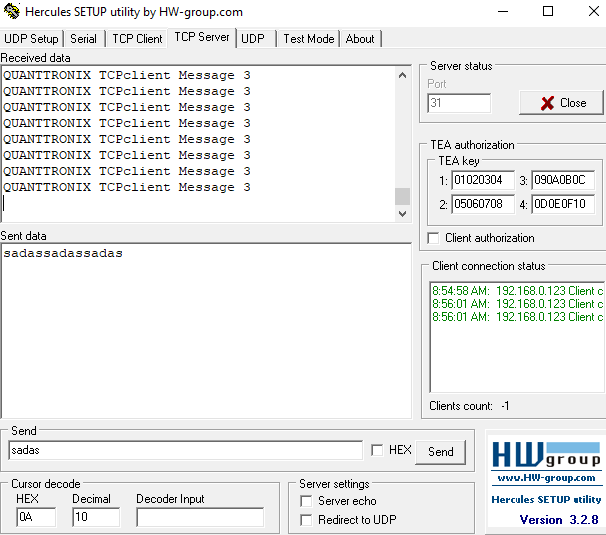 Hercules SETUP utility by HW-group.com
UDP Setup Serial TCP Client TCP Server UDP Test Mode About
Received data
QUANTTRONIX TCPclient Message 3
QUANTTRONIX TCPclient Message 3
QUANTTRONIX TCPclient Message 3
QUANTTRONIX TCPclient Message 3
QUANTTRONIX TCPclient Message 3
QUANTTRONIX TCPclient Message 3
QUANTTRONIX TCPclient Message 3
QUANTTRONIX TCPclient Message 3
Sent data
sadassadassadas
Server status
Port
31
Close
TEA authorization
TEA key
1: 01020304 3: 090A0B0C
2: 05060708 4: 0D0E0F10
Client authorization
Client connection status
8:54:58 AM: 192.168.0.123 Client c
8:56:01 AM: 192.168.0.123 Client c
8:56:01 AM: 192.168.0.123 Client c
Clients count: -1
Send
sadas
HEX
Send
Cursor decode
HEX Decimal Decoder Input
0A 10
Server settings
Server echo
Redirect to UDP
HWgroup
www.HW-group.com
Hercules SETUP utility
Version 3.2.8